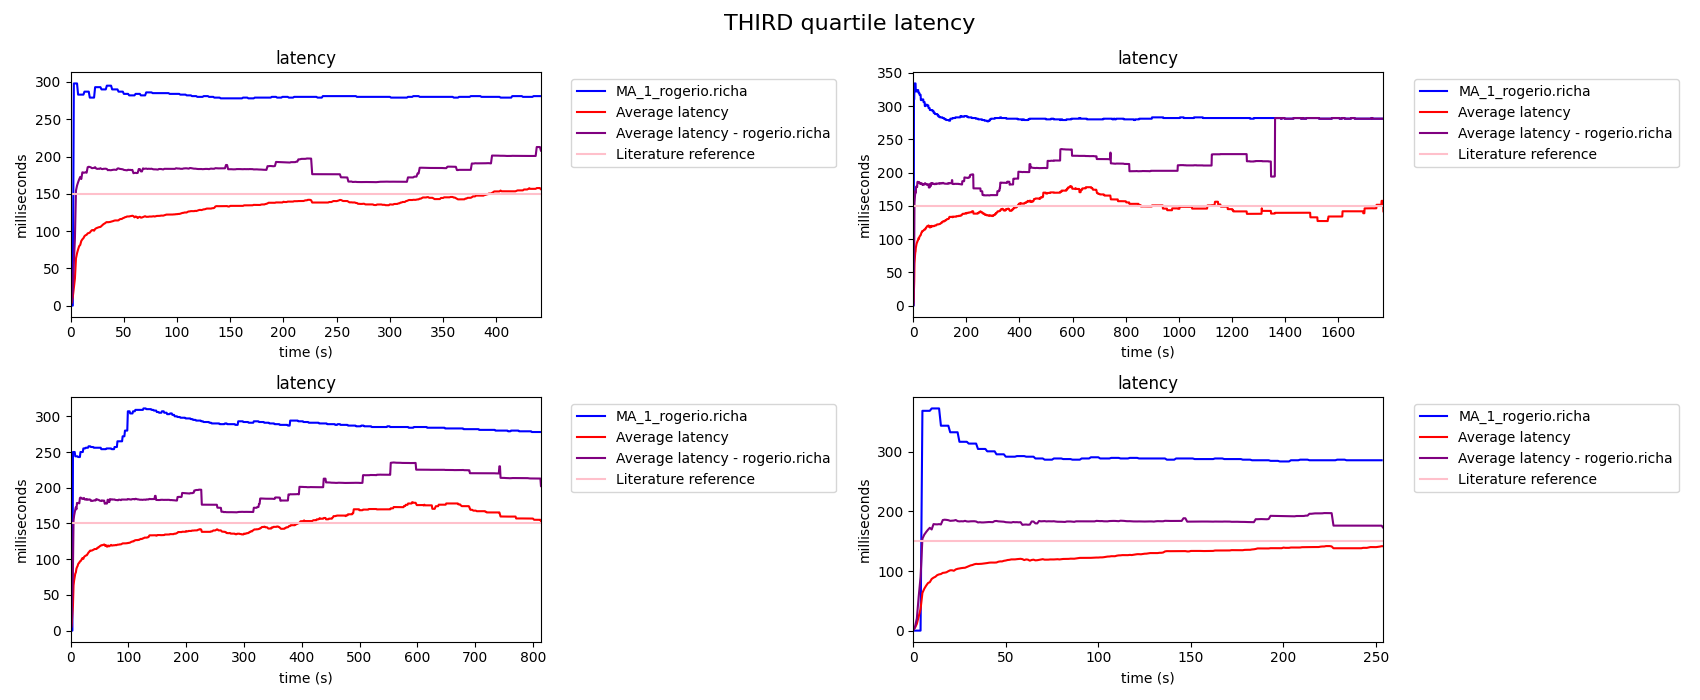 THIRD quartile latency
latency
milliseconds
300
250
200
150
100
50
0
0 50 100 150 200 250 300 350 400
time (s)
MA_1_rogerio.richa
Average latency
Average latency - rogerio.richa
Literature reference
latency
milliseconds
350
300
250
200
150
100
50
0
0 200 400 600 800 1000 1200 1400 1600
time (s)
MA_1_rogerio.richa
Average latency
Average latency - rogerio.richa
Literature reference
latency
milliseconds
300
250
200
150
100
50
0
0 100 200 300 400 500 600 700 800
time (s)
MA_1_rogerio.richa
Average latency
Average latency - rogerio.richa
Literature reference
latency
milliseconds
300
200
100
0
0 50 100 150 200 250
time (s)
MA_1_rogerio.richa
Average latency
Average latency - rogerio.richa
Literature reference